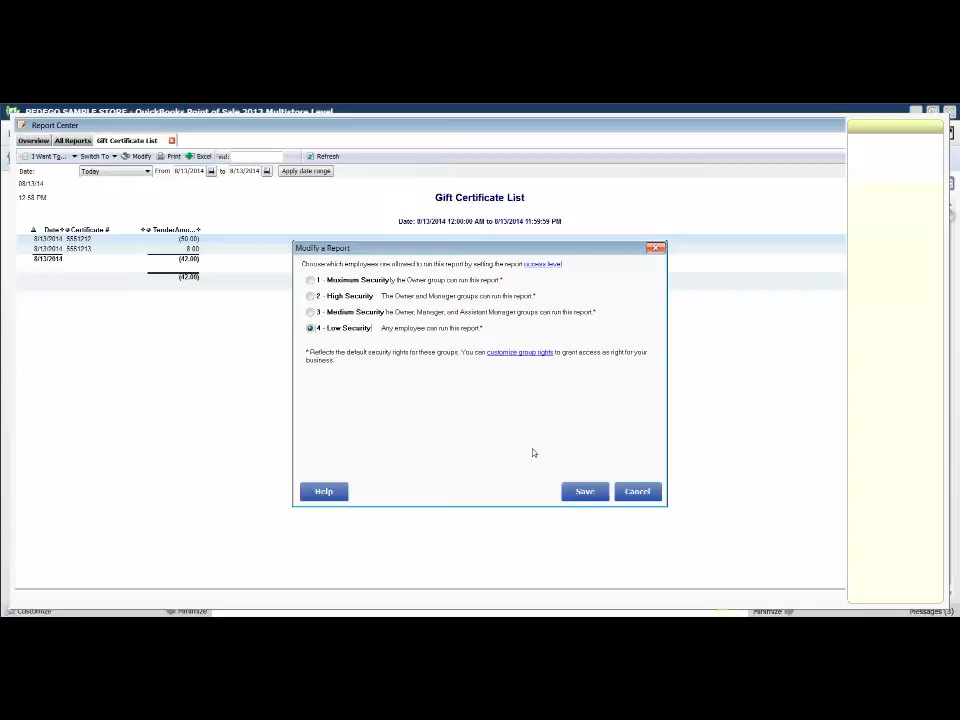 REDEGO SAMPLE STORE - QuickBooks Point of Sale 2013 Multistore Level
Report Center
Overview All Reports Gift Certificate List
I Want To... Switch To Modify Print Excel Find: Refresh
Date: Today From 8/13/2014 to 8/13/2014 Apply date range
08/13/14
12:58 PM
Gift Certificate List
Date: 8/13/2014 12:00:00 AM to 8/13/2014 11:59:59 PM
Date Certificate # TenderAmo...
8/13/2014 5551212 (50.00)
8/13/2014 5551213 8.00
8/13/2014 (42.00)
(42.00)
Modify a Report
Choose which employees are allowed to run this report by setting the report access level
1 - Maximum Security ly the Owner group can run this report.*
2 - High Security The Owner and Manager groups can run this report.*
3 - Medium Security he Owner, Manager, and Assistant Manager groups can run this report.*
4 - Low Security Any employee can run this report.*
* Reflects the default security rights for these groups. You can customize group rights to grant access as right for your
business.
Help Save Cancel
Customize Minimize Minimize Messages (3)